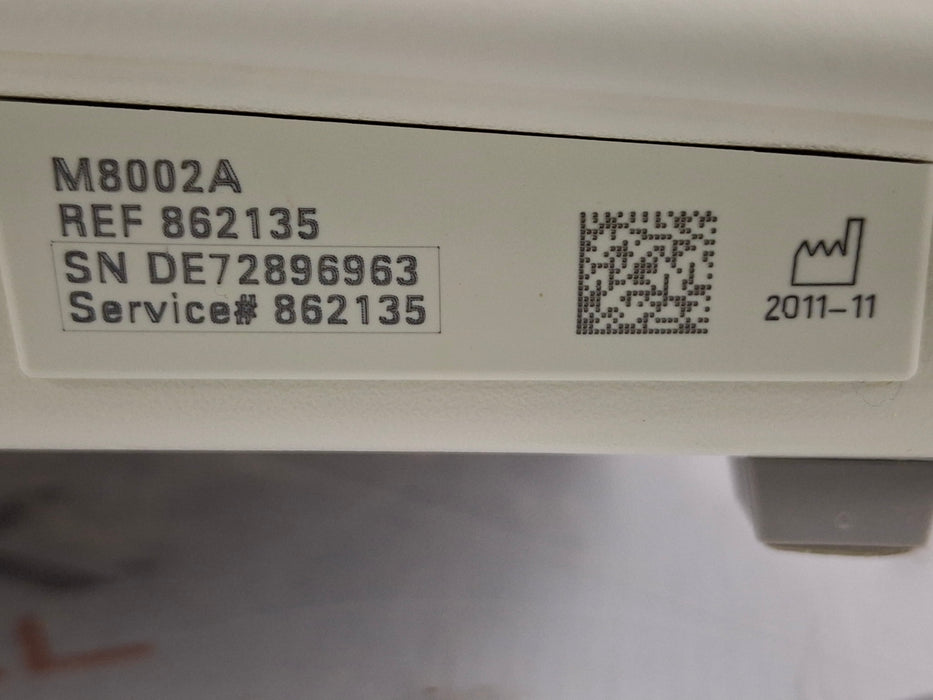 M8002A
REF 862135
SN DE72896963
Service# 862135
2011-11